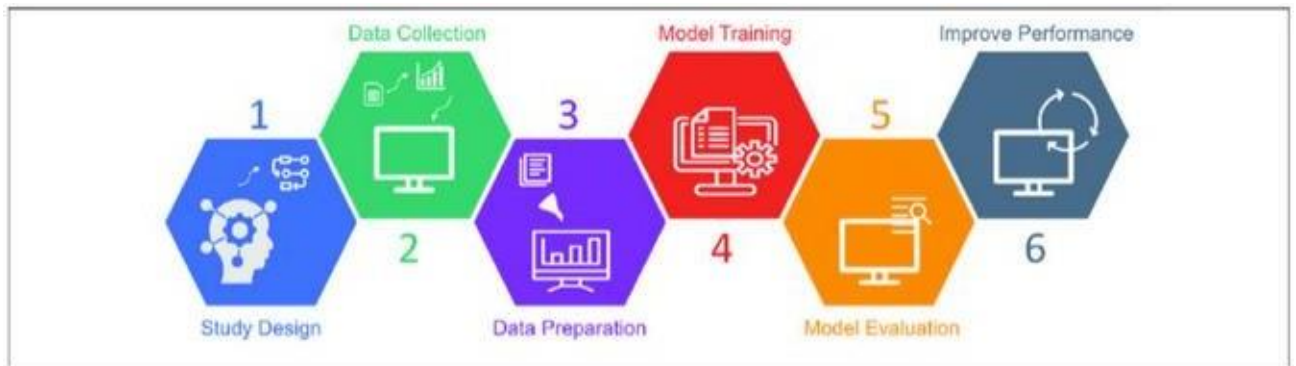 1
Study Design
Data Collection
2
3
Data Preparation
Model Training
4
5
Model Evaluation
Improve Performance
6